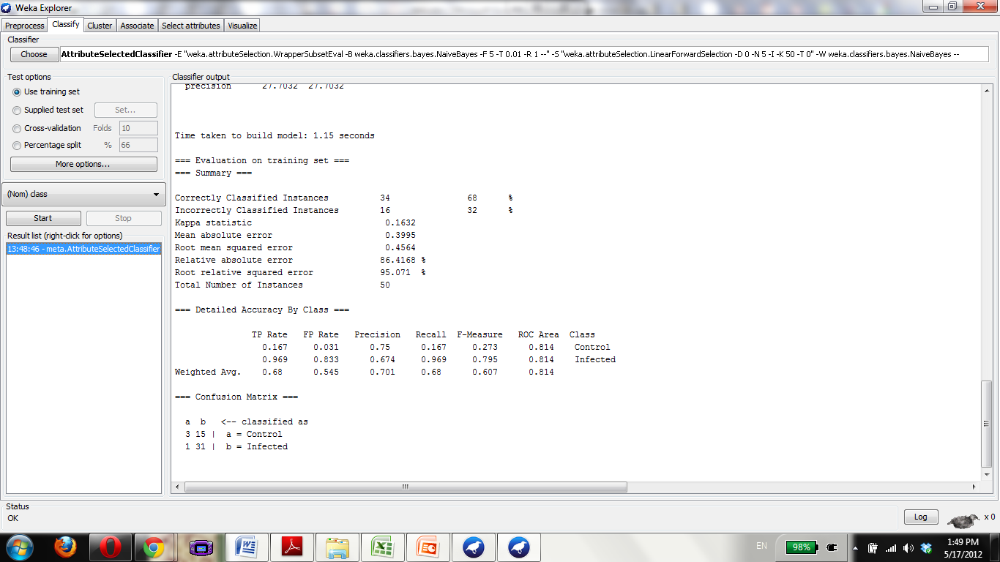 Weka Explorer
Preprocess Classify Cluster Associate Select attributes Visualize
Classifier
Choose AttributeSelectedClassifier -E "weka.attributeSelection.WrapperSubsetEval -B weka.classifiers.bayes.NaiveBayes -F 5 -T 0.01 -R 1 --" -S "weka.attributeSelection.LinearForwardSelection -D 0 -N 5 -I -K 50 -T 0" -W weka.classifiers.bayes.NaiveBayes --
Test options
Use training set
Supplied test set Set...
Cross-validation Folds 10
Percentage split % 66
More options...
(Nom) class
Start Stop
Result list (right-click for options)
13:48:46 - meta.AttributeSelectedClassifier
Classifier output
precision 27.7032 27.7032
Time taken to build model: 1.15 seconds
=== Evaluation on training set ===
=== Summary ===
Correctly Classified Instances 34 68 %
Incorrectly Classified Instances 16 32 %
Kappa statistic 0.1632
Mean absolute error 0.3995
Root mean squared error 0.4564
Relative absolute error 86.4168 %
Root relative squared error 95.071 %
Total Number of Instances 50
=== Detailed Accuracy By Class ===
TP Rate FP Rate Precision Recall F-Measure ROC Area Class
0.167 0.031 0.75 0.167 0.273 0.814 Control
0.969 0.833 0.674 0.969 0.795 0.814 Infected
Weighted Avg. 0.68 0.545 0.701 0.68 0.607 0.814
=== Confusion Matrix ===
a b <-- classified as
3 15 | a = Control
1 31 | b = Infected
Status
OK
Log x 0
EN 98% 1:49 PM
5/17/2012